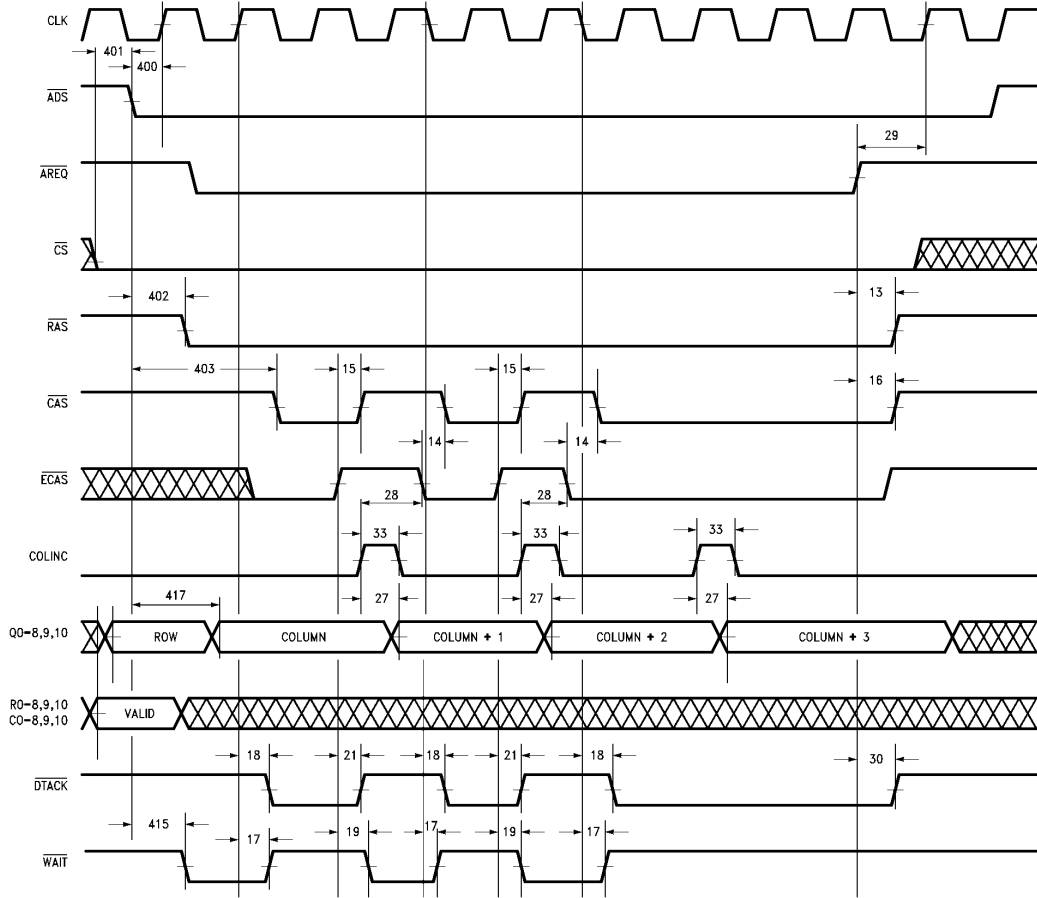 CLK
401
400
ADS
29
AREQ
CS
402
13
RAS
403
15
15
16
CAS
14
14
ECAS
28
28
33
33
33
COLINC
417
27
27
27
Q0-8,9,10
ROW
COLUMN
COLUMN + 1
COLUMN + 2
COLUMN + 3
R0-8,9,10
C0-8,9,10
VALID
18
21
18
21
18
30
DTACK
415
17
19
17
19
17
WAIT